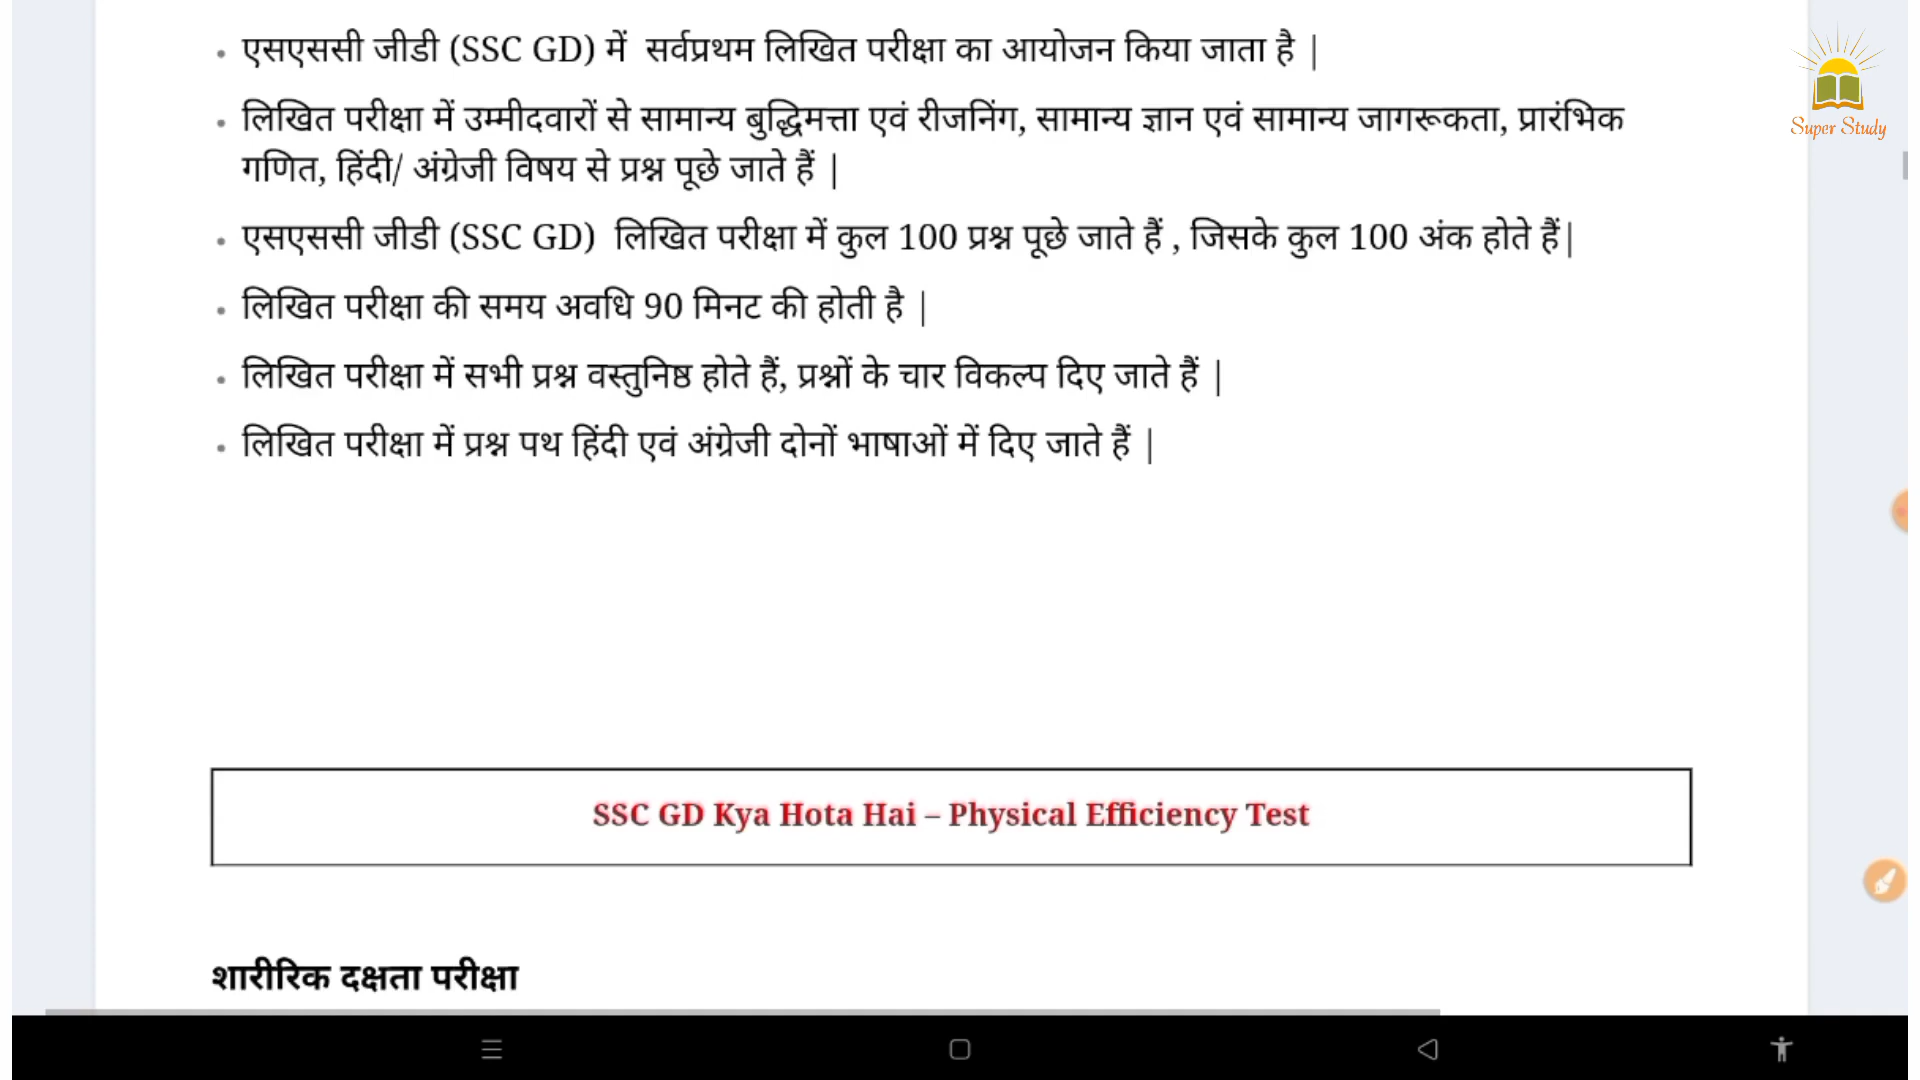 • एसएससी जीडी (SSC GD) में सर्वप्रथम लिखित परीक्षा का आयोजन किया जाता है |
Super Study
• लिखित परीक्षा में उम्मीदवारों से सामान्य बुद्धिमत्ता एवं रीजनिंग, सामान्य ज्ञान एवं सामान्य जागरूकता, प्रारंभिक
गणित, हिंदी/ अंग्रेजी विषय से प्रश्न पूछे जाते हैं |
• एसएससी जीडी (SSC GD) लिखित परीक्षा में कुल 100 प्रश्न पूछे जाते हैं , जिसके कुल 100 अंक होते हैं|
• लिखित परीक्षा की समय अवधि 90 मिनट की होती है |
• लिखित परीक्षा में सभी प्रश्न वस्तुनिष्ठ होते हैं, प्रश्नों के चार विकल्प दिए जाते हैं |
• लिखित परीक्षा में प्रश्न पथ हिंदी एवं अंग्रेजी दोनों भाषाओं में दिए जाते हैं |
SSC GD Kya Hota Hai – Physical Efficiency Test
शारीरिक दक्षता परीक्षा